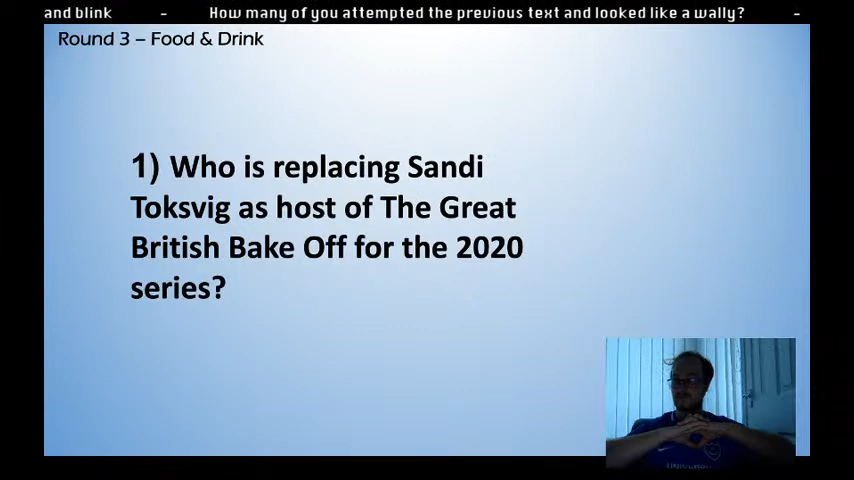 and blink - How many of you attempted the previous text and looked like a wally? -
Round 3 – Food & Drink
1) Who is replacing Sandi
Toksvig as host of The Great
British Bake Off for the 2020
series?